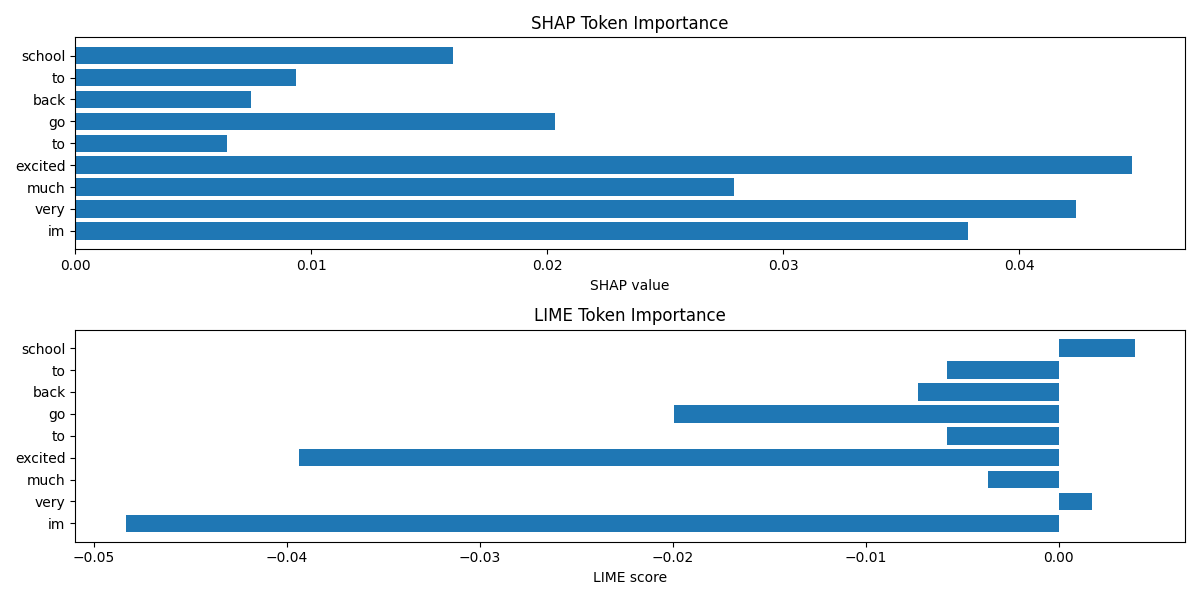 SHAP Token Importance
school
to
back
go
to
excited
much
very
im
0.00 0.01 0.02 0.03 0.04
SHAP value
LIME Token Importance
school
to
back
go
to
excited
much
very
im
−0.05 −0.04 −0.03 −0.02 −0.01 0.00
LIME score